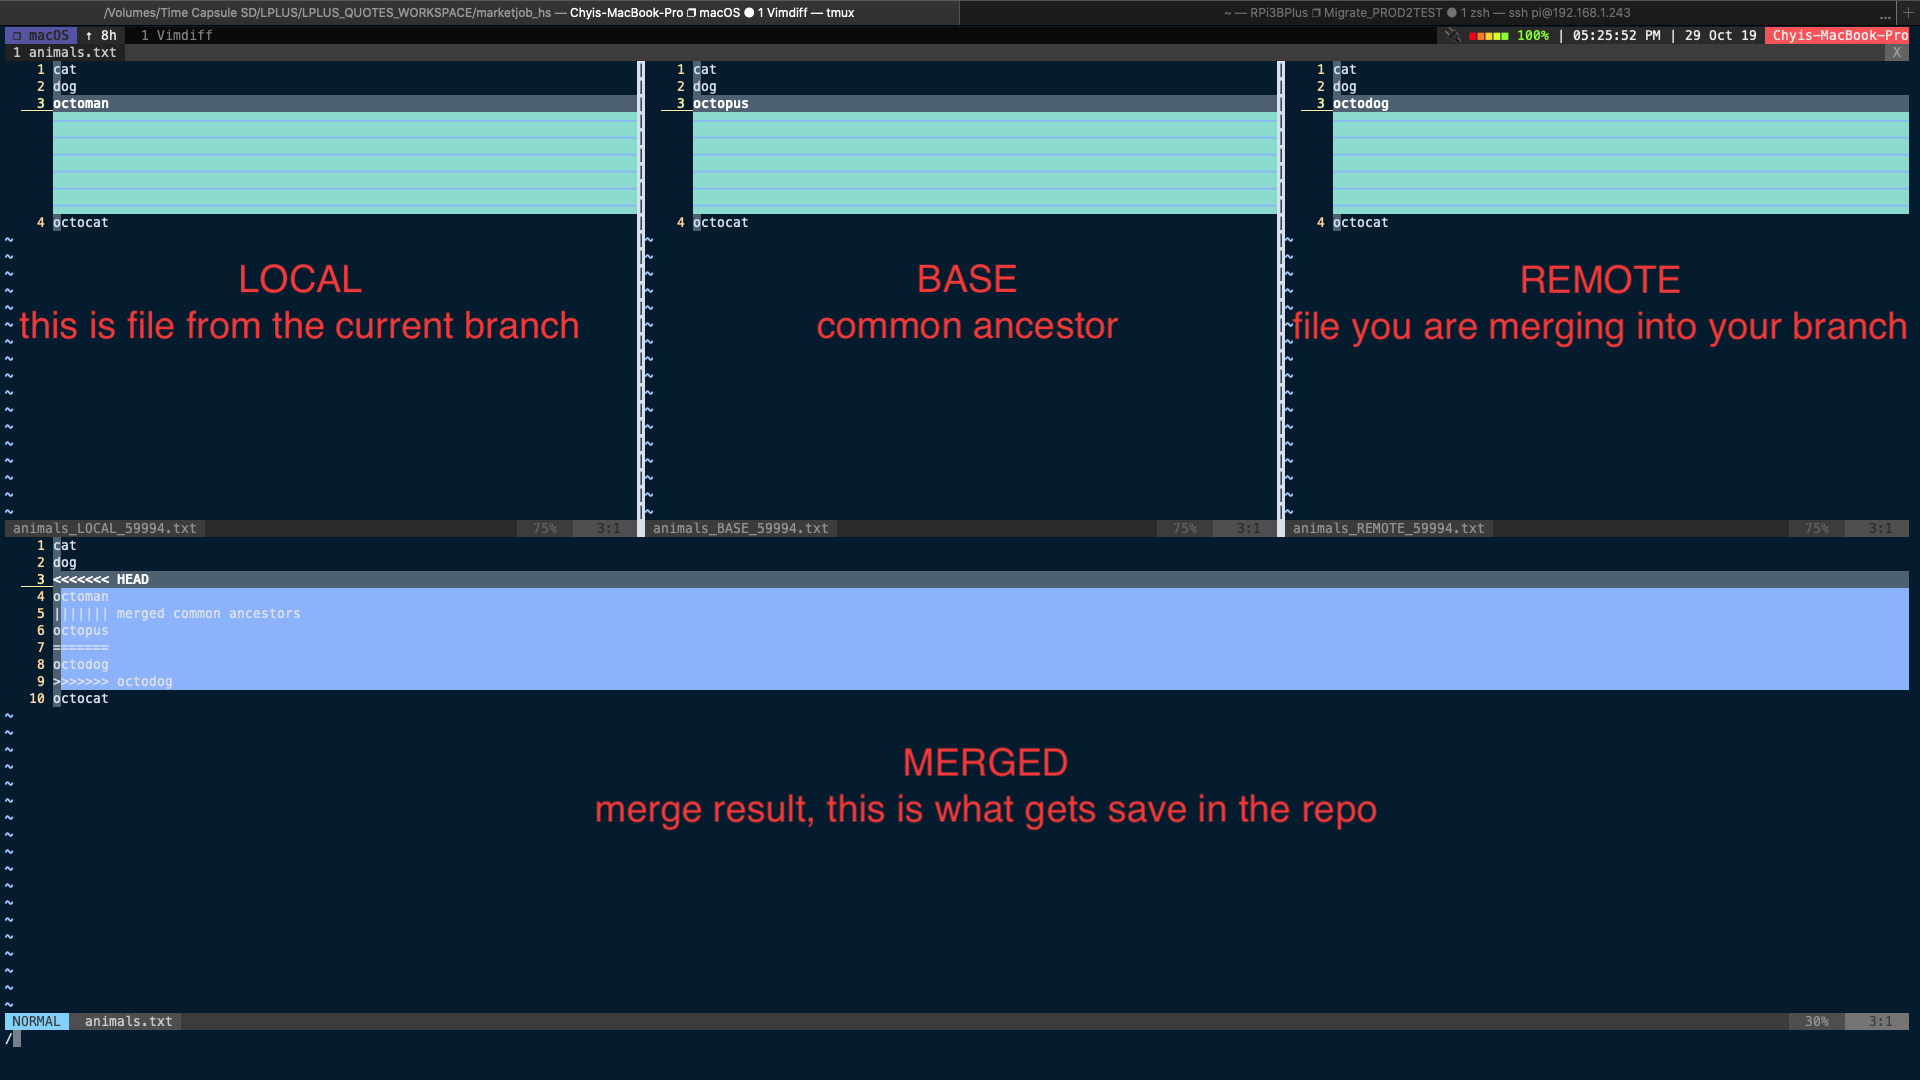 /Volumes/Time Capsule SD/LPLUS/LPLUS_QUOTES_WORKSPACE/marketjob_hs — Chyis-MacBook-Pro ❐ macOS ● 1 Vimdiff — tmux
~ — RPi3BPlus ❐ Migrate_PROD2TEST ● 1 zsh — ssh pi@192.168.1.243
... +
❐ macOS ↑ 8h 1 Vimdiff
100% | 05:25:52 PM | 29 Oct 19 Chyis-MacBook-Pro
1 animals.txt X
1 cat
2 dog
3 octoman
4 octocat
LOCAL
this is file from the current branch
animals_LOCAL_59994.txt 75% 3:1
1 cat
2 dog
3 octopus
4 octocat
BASE
common ancestor
animals_BASE_59994.txt 75% 3:1
1 cat
2 dog
3 octodog
4 octocat
REMOTE
file you are merging into your branch
animals_REMOTE_59994.txt 75% 3:1
1 cat
2 dog
3 <<<<<<< HEAD
4 octoman
5 ||||||| merged common ancestors
6 octopus
7 =======
8 octodog
9 >>>>>>> octodog
10 octocat
MERGED
merge result, this is what gets save in the repo
NORMAL animals.txt 30% 3:1
/